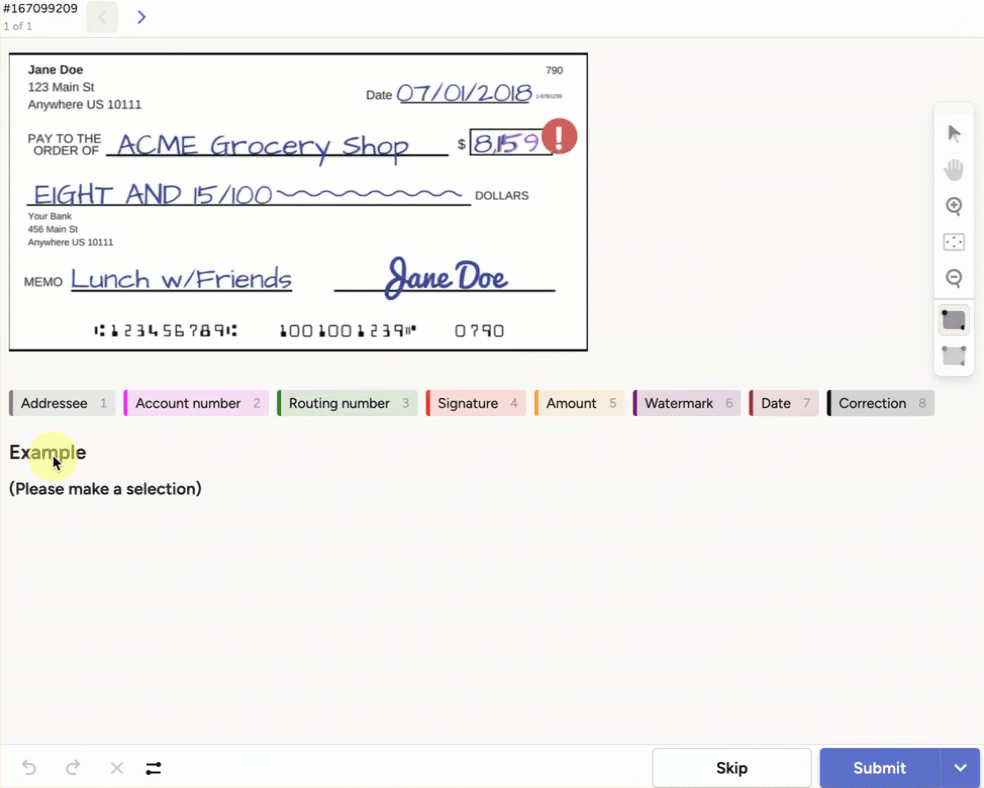 #167099209
1 of 1
Jane Doe
790
123 Main St
Anywhere US 10111
Date 07/01/2018
PAY TO THE ORDER OF ACME Grocery Shop
$ 8,159
EIGHT AND 15/100 DOLLARS
Your Bank
456 Main St
Anywhere US 10111
MEMO Lunch w/Friends
Jane Doe
⑆123456789⑆ 1001001239⑈ 0790
Addressee 1 Account number 2 Routing number 3 Signature 4 Amount 5 Watermark 6 Date 7 Correction 8
Example
(Please make a selection)
Skip Submit